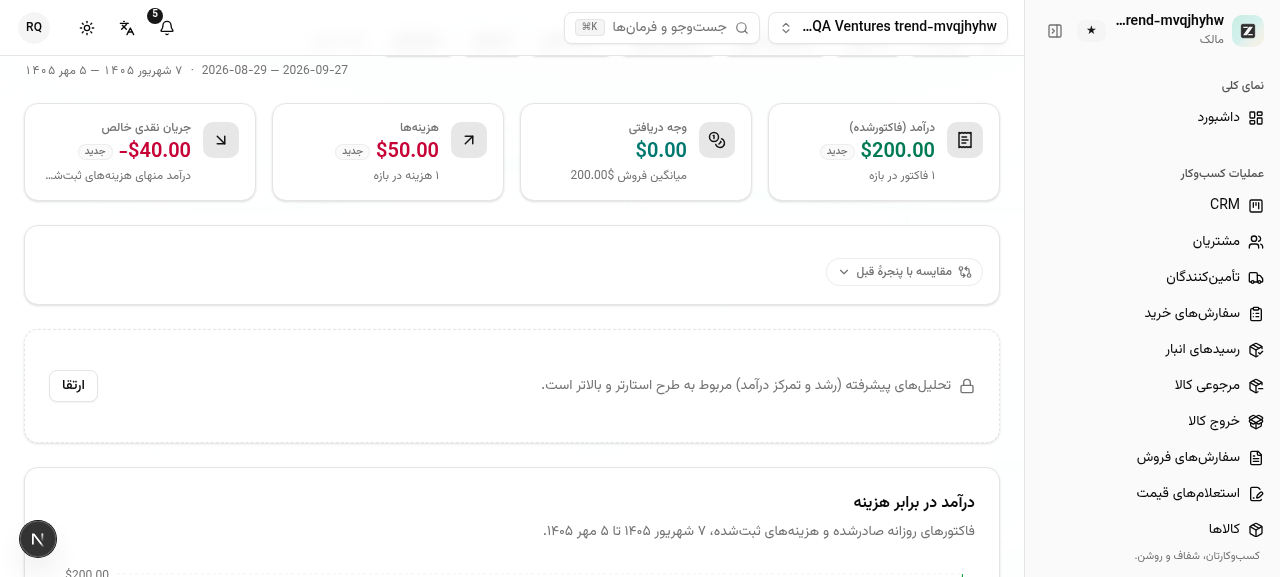 …rend-mvqjhyhw
مالک
نمای کلی
داشبورد
عملیات کسب‌وکار
CRM
مشتریان
تأمین‌کنندگان
سفارش‌های خرید
رسیدهای انبار
مرجوعی کالا
خروج کالا
سفارش‌های فروش
استعلام‌های قیمت
کالاها
کسب‌وکارتان، شفاف و روشن.
QA Ventures trend-mvqjhyhw…
جست‌وجو و فرمان‌ها
⌘K
5
RQ
2026-08-29 — 2026-09-27 · ۷ شهریور ۱۴۰۵ — ۵ مهر ۱۴۰۵
درآمد (فاکتورشده)
$200.00 جدید
۱ فاکتور در بازه
وجه دریافتی
$0.00
میانگین فروش $200.00
هزینه‌ها
$50.00 جدید
۱ هزینه در بازه
جریان نقدی خالص
-$40.00 جدید
درآمد منهای هزینه‌های ثبت‌ش…
مقایسه با پنجرهٔ قبل
تحلیل‌های پیشرفته (رشد و تمرکز درآمد) مربوط به طرح استارتر و بالاتر است.
ارتقا
درآمد در برابر هزینه
فاکتورهای روزانه صادرشده و هزینه‌های ثبت‌شده، ۷ شهریور ۱۴۰۵ تا ۵ مهر ۱۴۰۵.
$200.00